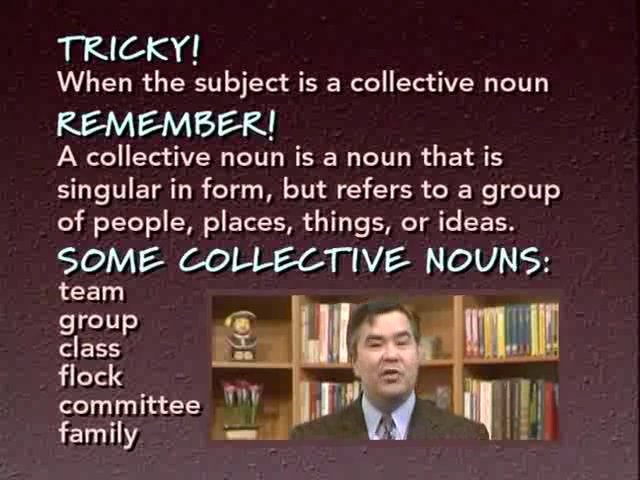 TRICKY!
When the subject is a collective noun
REMEMBER!
A collective noun is a noun that is
singular in form, but refers to a group
of people, places, things, or ideas.
SOME COLLECTIVE NOUNS:
team
group
class
flock
committee
family